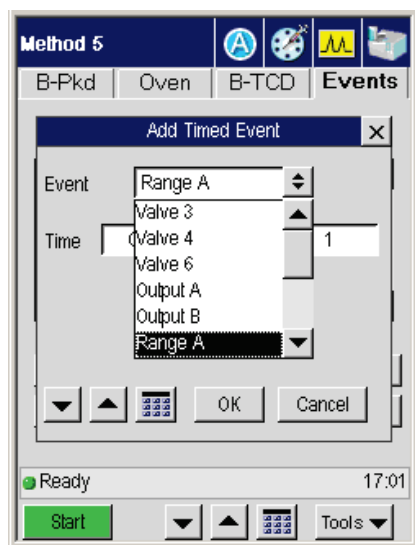 Method 5
A
B-Pkd Oven B-TCD Events
Add Timed Event
Event Range A
Valve 3
Time Valve 4 1
Valve 6
Output A
Output B
Range A
OK Cancel
Ready 17:01
Start Tools